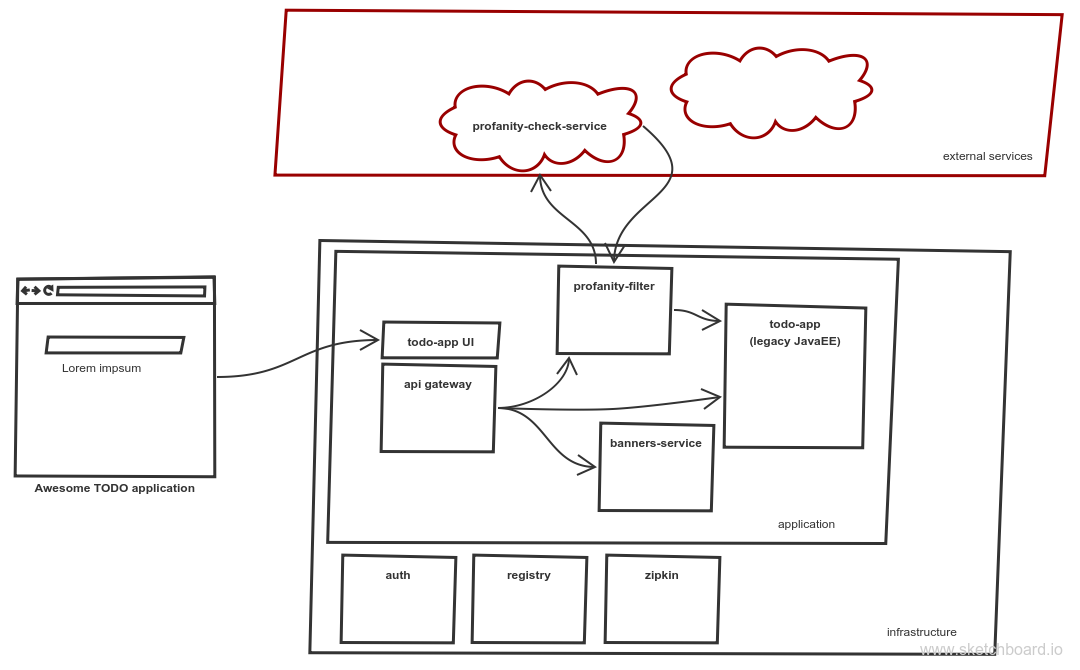 profanity-check-service
external services
profanity-filter
todo-app
(legacy JavaEE)
todo-app UI
api gateway
Lorem impsum
banners-service
Awesome TODO application
application
auth
registry
zipkin
infrastructure
www.sketchboard.io